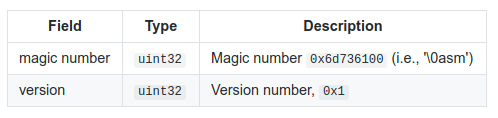 Field Type Description
magic number uint32 Magic number 0x6d736100 (i.e., '\0asm')
version uint32 Version number, 0x1